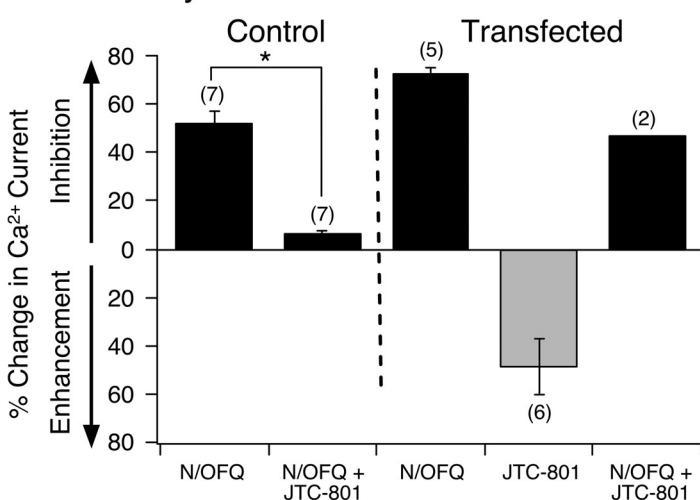 Control
Transfected
% Change in Ca²⁺ Current
Inhibition
Enhancement
80
60
40
20
0
20
40
60
80
*
(7)
(7)
(5)
(6)
(2)
N/OFQ
N/OFQ +
JTC-801
N/OFQ
JTC-801
N/OFQ +
JTC-801